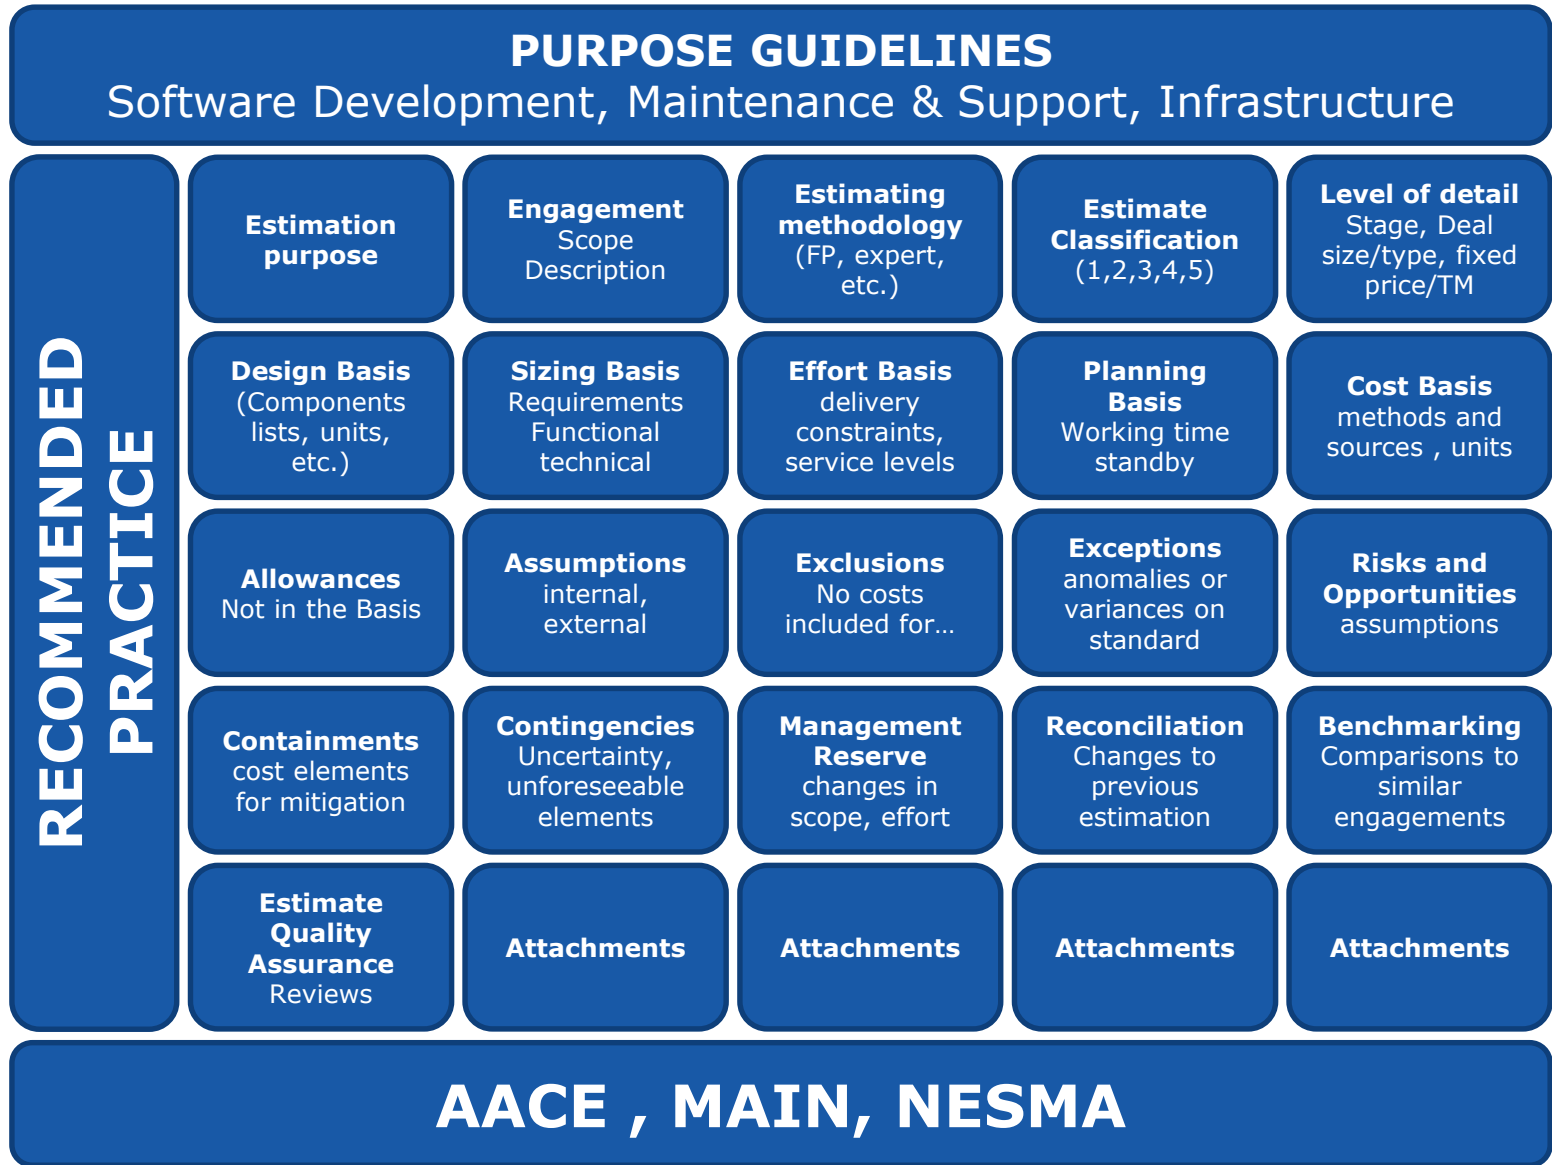 PURPOSE GUIDELINES
Software Development, Maintenance & Support, Infrastructure
RECOMMENDED
PRACTICE
Estimation
purpose
Engagement
Scope
Description
Estimating
methodology
(FP, expert,
etc.)
Estimate
Classification
(1,2,3,4,5)
Level of detail
Stage, Deal
size/type, fixed
price/TM
Design Basis
(Components
lists, units,
etc.)
Sizing Basis
Requirements
Functional
technical
Effort Basis
delivery
constraints,
service levels
Planning
Basis
Working time
standby
Cost Basis
methods and
sources , units
Allowances
Not in the Basis
Assumptions
internal,
external
Exclusions
No costs
included for…
Exceptions
anomalies or
variances on
standard
Risks and
Opportunities
assumptions
Containments
cost elements
for mitigation
Contingencies
Uncertainty,
unforeseeable
elements
Management
Reserve
changes in
scope, effort
Reconciliation
Changes to
previous
estimation
Benchmarking
Comparisons to
similar
engagements
Estimate
Quality
Assurance
Reviews
Attachments
Attachments
Attachments
Attachments
AACE , MAIN, NESMA